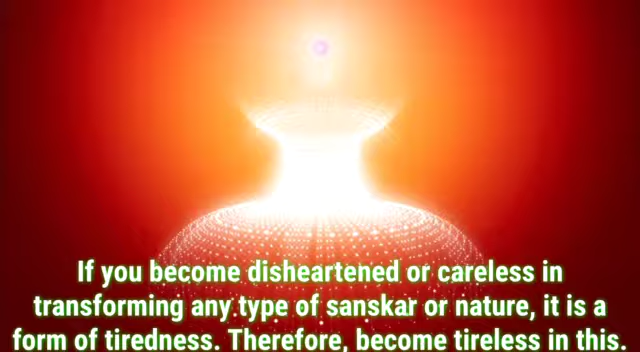 If you become disheartened or careless in
transforming any type of sanskar or nature, it is a
form of tiredness. Therefore, become tireless in this.